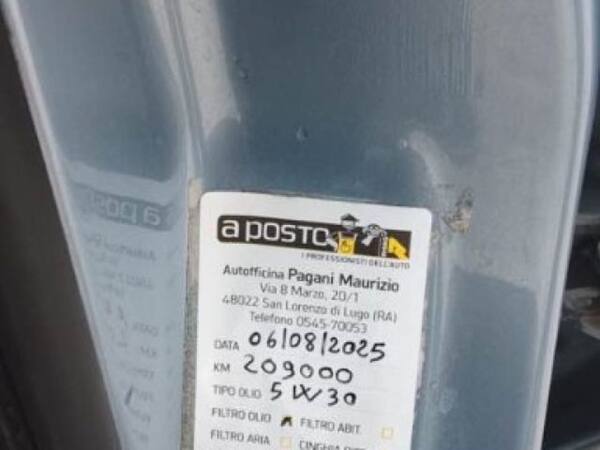 a POSTO
I PROFESSIONISTI DELL'AUTO
Autofficina Pagani Maurizio
Via 8 Marzo, 20/1
48022 San Lorenzo di Lugo (RA)
Telefono 0545-70053
DATA 06/08/2025
KM 209000
TIPO OLIO 5W30
FILTRO OLIO FILTRO ABIT.
FILTRO ARIA CINGHIA